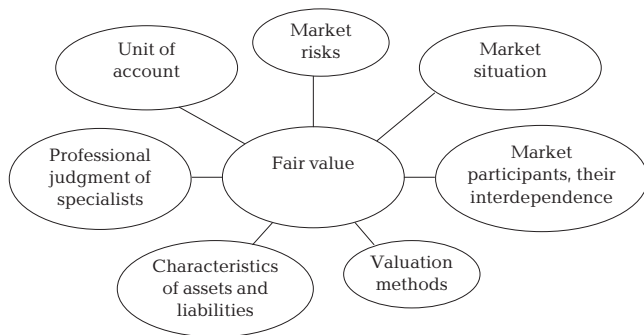 Unit of
account
Market
risks
Market
situation
Professional
judgment of
specialists
Fair value
Market
participants, their
interdependence
Characteristics
of assets and
liabilities
Valuation
methods